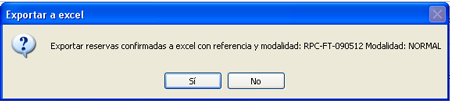 Exportar a excel
Exportar reservas confirmadas a excel con referencia y modalidad: RPC-FT-090512 Modalidad: NORMAL
Sí
No